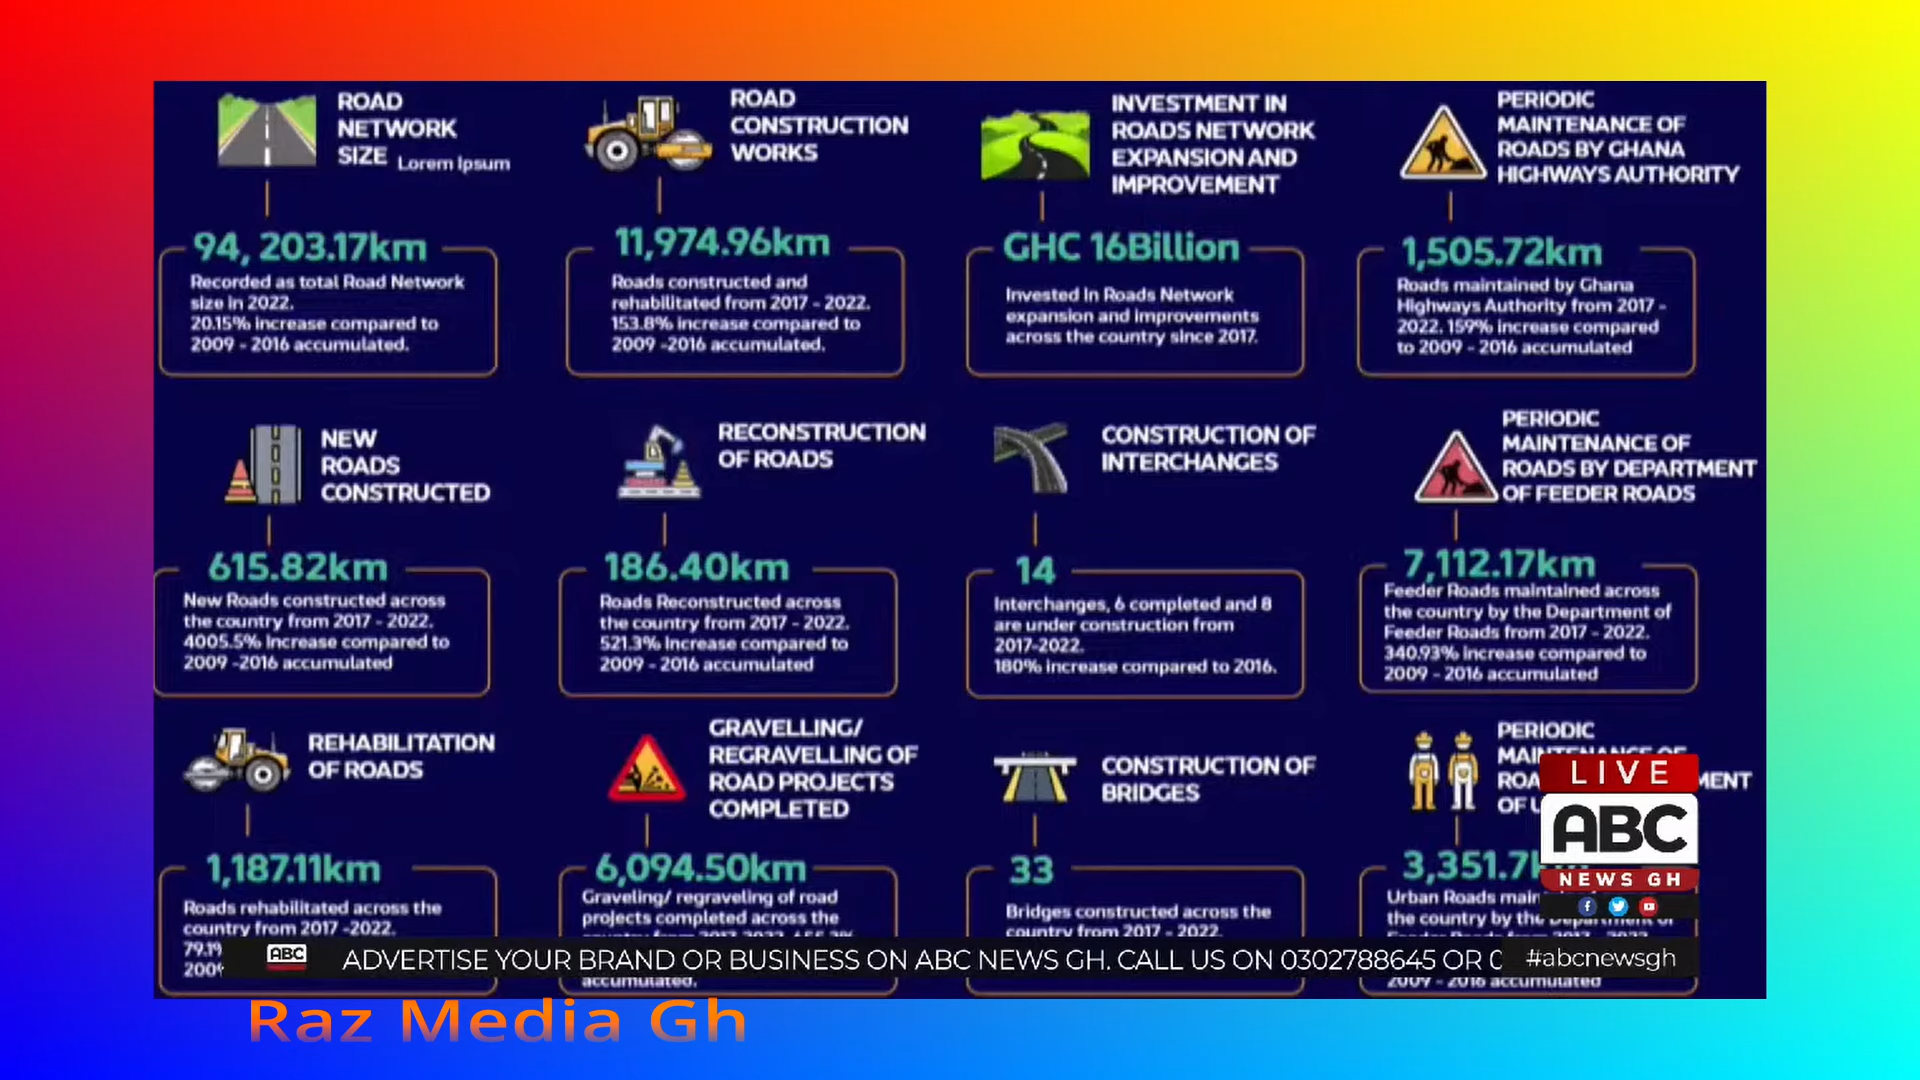 ROAD
NETWORK
SIZE Lorem Ipsum
94, 203.17km
Recorded as total Road Network
size in 2022.
20.15% increase compared to
2009 - 2016 accumulated.
ROAD
CONSTRUCTION
WORKS
11,974.96km
Roads constructed and
rehabilitated from 2017 - 2022.
153.8% increase compared to
2009 -2016 accumulated.
INVESTMENT IN
ROADS NETWORK
EXPANSION AND
IMPROVEMENT
GHC 16Billion
Invested in Roads Network
expansion and improvements
across the country since 2017.
PERIODIC
MAINTENANCE OF
ROADS BY GHANA
HIGHWAYS AUTHORITY
1,505.72km
Roads maintained by Ghana
Highways Authority from 2017 -
2022. 159% increase compared
to 2009 - 2016 accumulated
NEW
ROADS
CONSTRUCTED
615.82km
New Roads constructed across
the country from 2017 - 2022.
4005.5% increase compared to
2009 -2016 accumulated
RECONSTRUCTION
OF ROADS
186.40km
Roads Reconstructed across
the country from 2017 - 2022.
521.3% increase compared to
2009 - 2016 accumulated
CONSTRUCTION OF
INTERCHANGES
14
Interchanges, 6 completed and 8
are under construction from
2017-2022.
180% increase compared to 2016.
PERIODIC
MAINTENANCE OF
ROADS BY DEPARTMENT
OF FEEDER ROADS
7,112.17km
Feeder Roads maintained across
the country by the Department of
Feeder Roads from 2017 - 2022.
340.93% increase compared to
2009 - 2016 accumulated
REHABILITATION
OF ROADS
1,187.11km
Roads rehabilitated across the
country from 2017 -2022.
GRAVELLING/
REGRAVELLING OF
ROAD PROJECTS
COMPLETED
6,094.50km
Graveling/ regraveling of road
projects completed across the
accumulated.
CONSTRUCTION OF
BRIDGES
33
Bridges constructed across the
country from 2017 - 2022.
PERIODIC
MAINTENANCE OF
OF
3,351.7
Urban Roads
the country by the Department of
2009 - 2016 accumulated
LIVE
ABC
NEWS GH
ABC
ADVERTISE YOUR BRAND OR BUSINESS ON ABC NEWS GH. CALL US ON 0302788645 OR 0
#abcnewsgh
Raz Media Gh